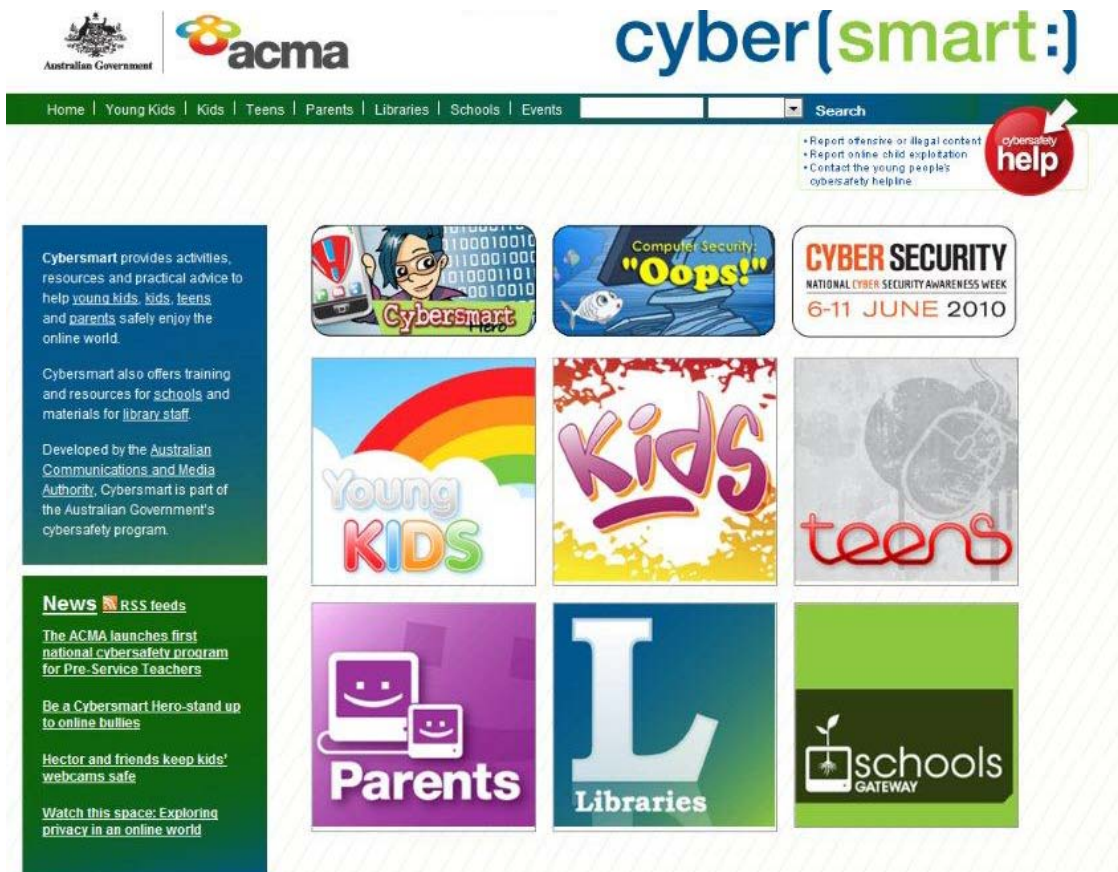 Australian Government
acma
cyber(smart:)
Home | Young Kids | Kids | Teens | Parents | Libraries | Schools | Events
Search
• Report offensive or illegal content
• Report online child exploitation
• Contact the young people's
cybersafety helpline
cybersafety
help
Cybersmart provides activities,
resources and practical advice to
help young kids, kids, teens
and parents safely enjoy the
online world.
Cybersmart also offers training
and resources for schools and
materials for library staff.
Developed by the Australian
Communications and Media
Authority, Cybersmart is part of
the Australian Government's
cybersafety program.
News RSS feeds
The ACMA launches first
national cybersafety program
for Pre-Service Teachers
Be a Cybersmart Hero-stand up
to online bullies
Hector and friends keep kids'
webcams safe
Watch this space: Exploring
privacy in an online world
Cybersmart
Hero
Computer Security:
"Oops!"
CYBER SECURITY
NATIONAL CYBER SECURITY AWARENESS WEEK
6-11 JUNE 2010
Young
KIDS
Kids
teens
Parents
L
Libraries
schools
GATEWAY